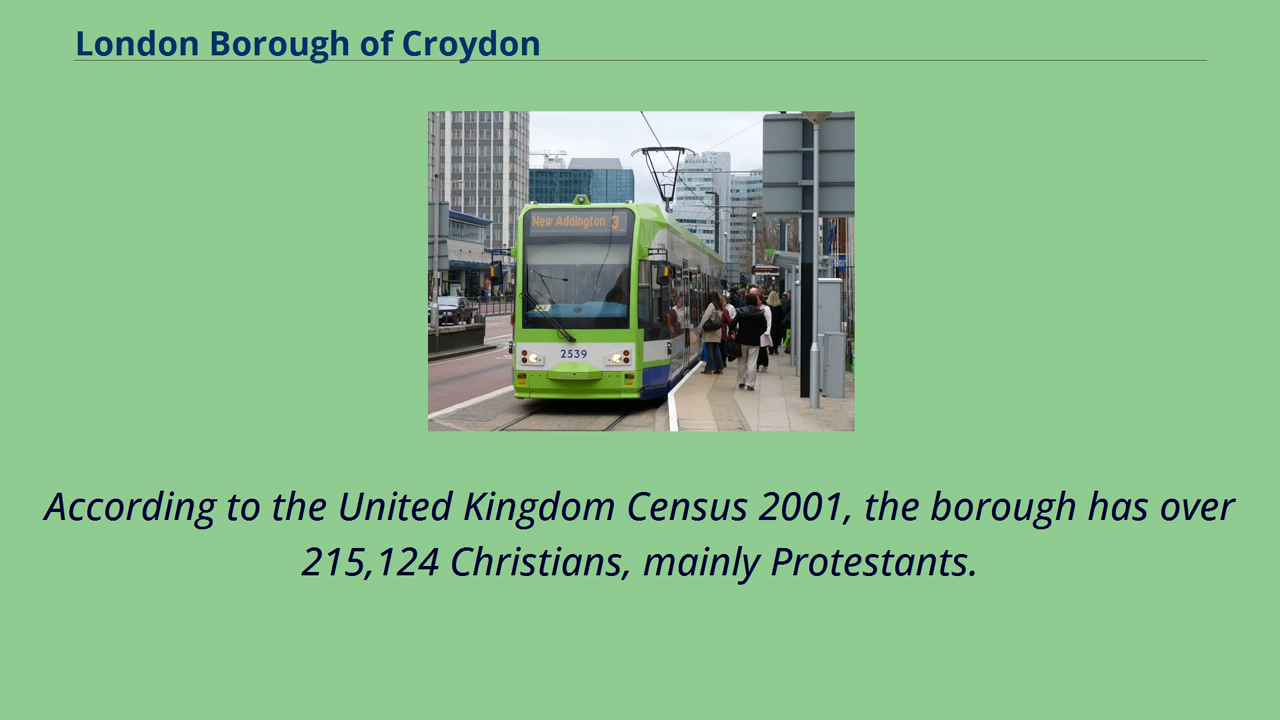 London Borough of Croydon
New Addington 3
2539
According to the United Kingdom Census 2001, the borough has over
215,124 Christians, mainly Protestants.